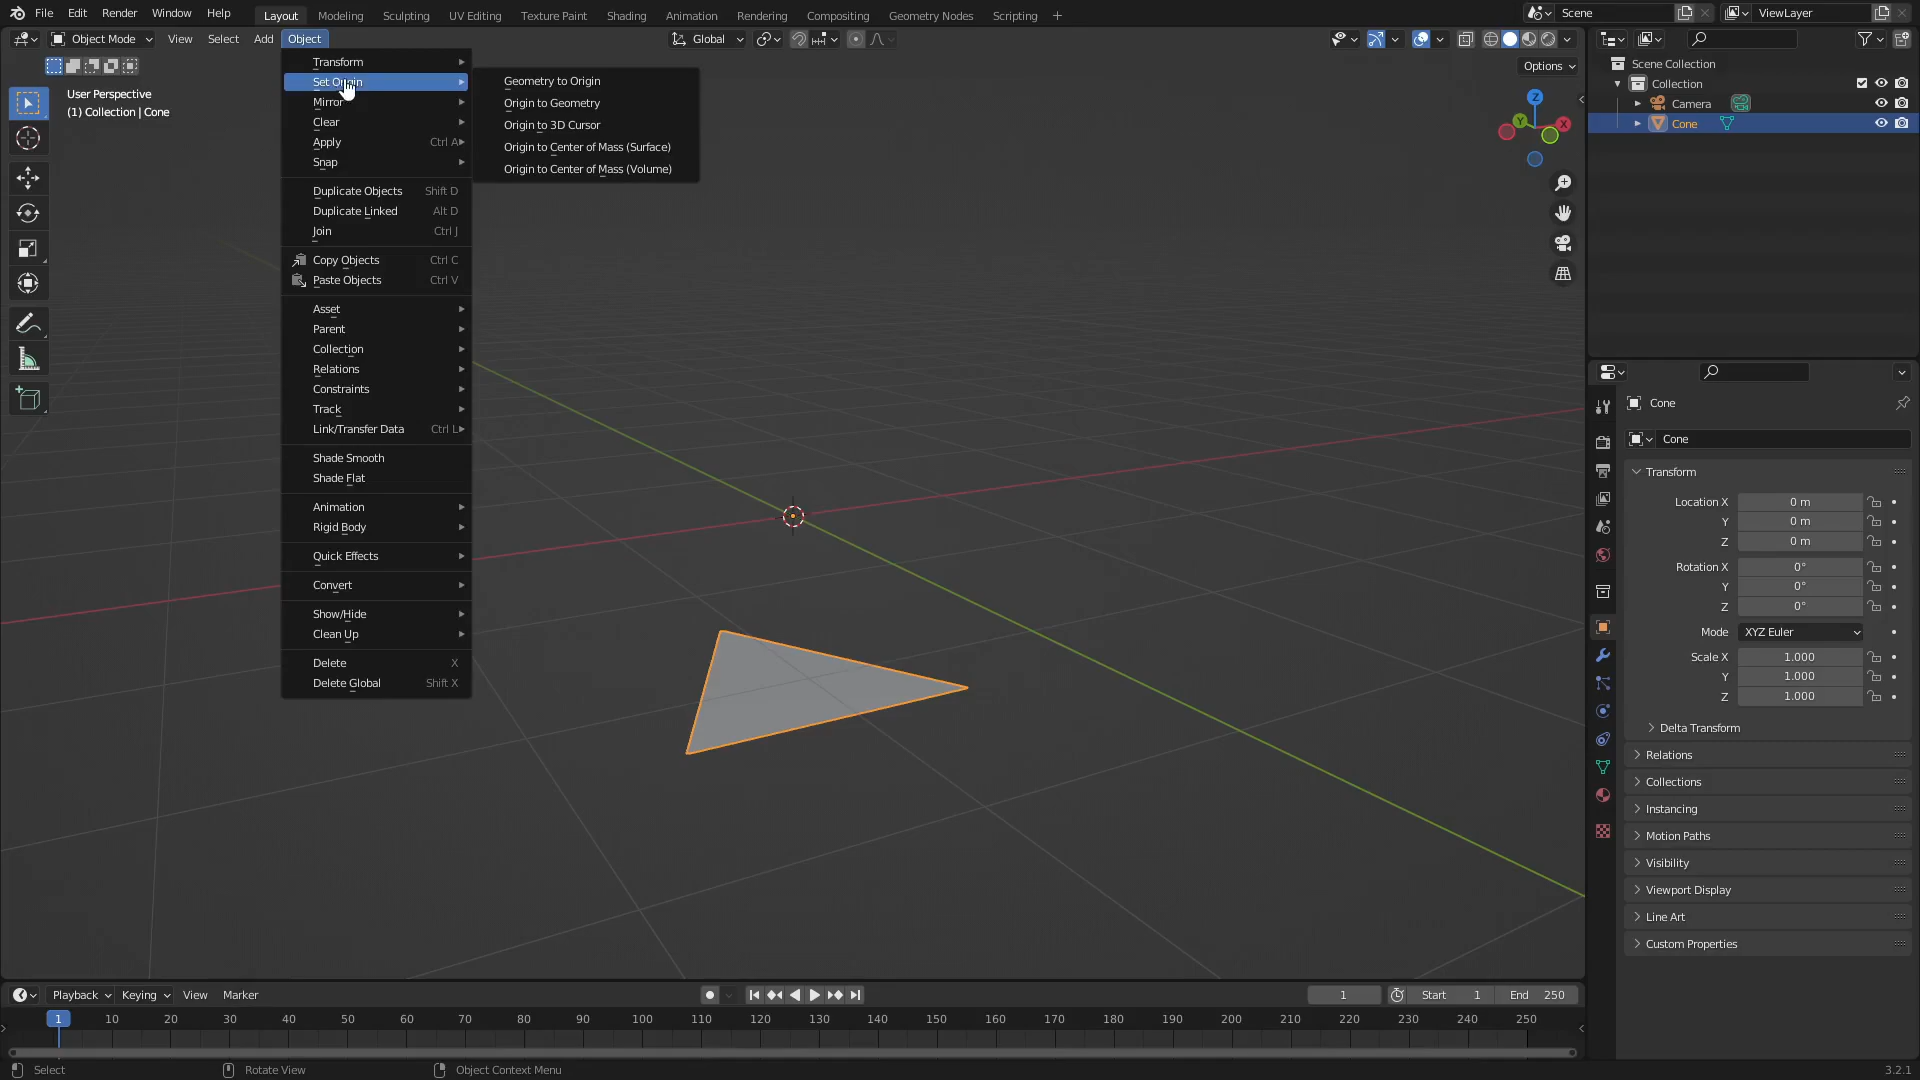 File Edit Render Window Help Layout Modeling Sculpting UV Editing Texture Paint Shading Animation Rendering Compositing Geometry Nodes Scripting + Scene ViewLayer
Object Mode View Select Add Object Global
Options
User Perspective
(1) Collection | Cone
Transform
Set Origin
Mirror
Clear
Apply Ctrl A
Snap
Duplicate Objects Shift D
Duplicate Linked Alt D
Join Ctrl J
Copy Objects Ctrl C
Paste Objects Ctrl V
Asset
Parent
Collection
Relations
Constraints
Track
Link/Transfer Data Ctrl L
Shade Smooth
Shade Flat
Animation
Rigid Body
Quick Effects
Convert
Show/Hide
Clean Up
Delete X
Delete Global Shift X
Geometry to Origin
Origin to Geometry
Origin to 3D Cursor
Origin to Center of Mass (Surface)
Origin to Center of Mass (Volume)
Z
Y X
Scene Collection
Collection
Camera
Cone
Cone
Cone
Transform
Location X 0 m
Y 0 m
Z 0 m
Rotation X 0°
Y 0°
Z 0°
Mode XYZ Euler
Scale X 1.000
Y 1.000
Z 1.000
Delta Transform
Relations
Collections
Instancing
Motion Paths
Visibility
Viewport Display
Line Art
Custom Properties
Playback Keying View Marker 1 Start 1 End 250
1 10 20 30 40 50 60 70 80 90 100 110 120 130 140 150 160 170 180 190 200 210 220 230 240 250
Select Rotate View Object Context Menu 3.2.1